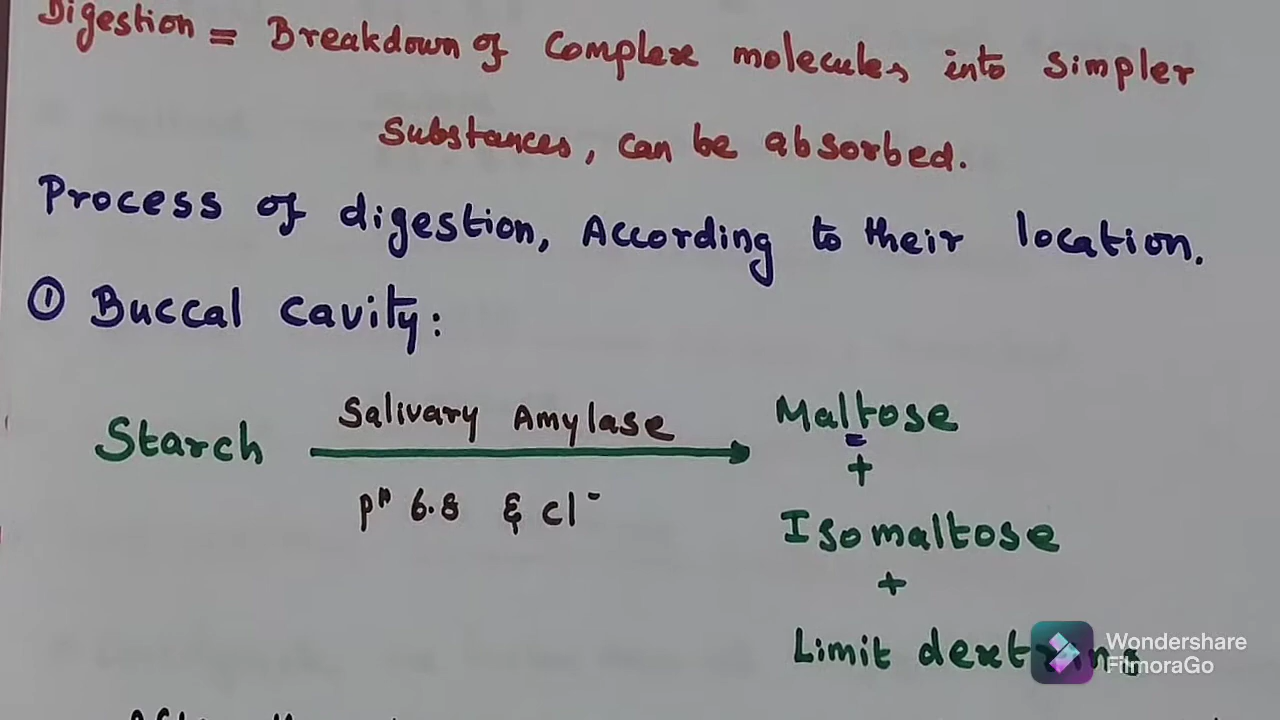 Digestion = Breakdown of Complex molecules into simpler
substances, can be absorbed.
Process of digestion, According to their location.
① Buccal cavity:
Starch Salivary Amylase Maltose
pH 6.8 & cl⁻ +
Isomaltose
+
Limit dextrins
Wondershare
FilmoraGo